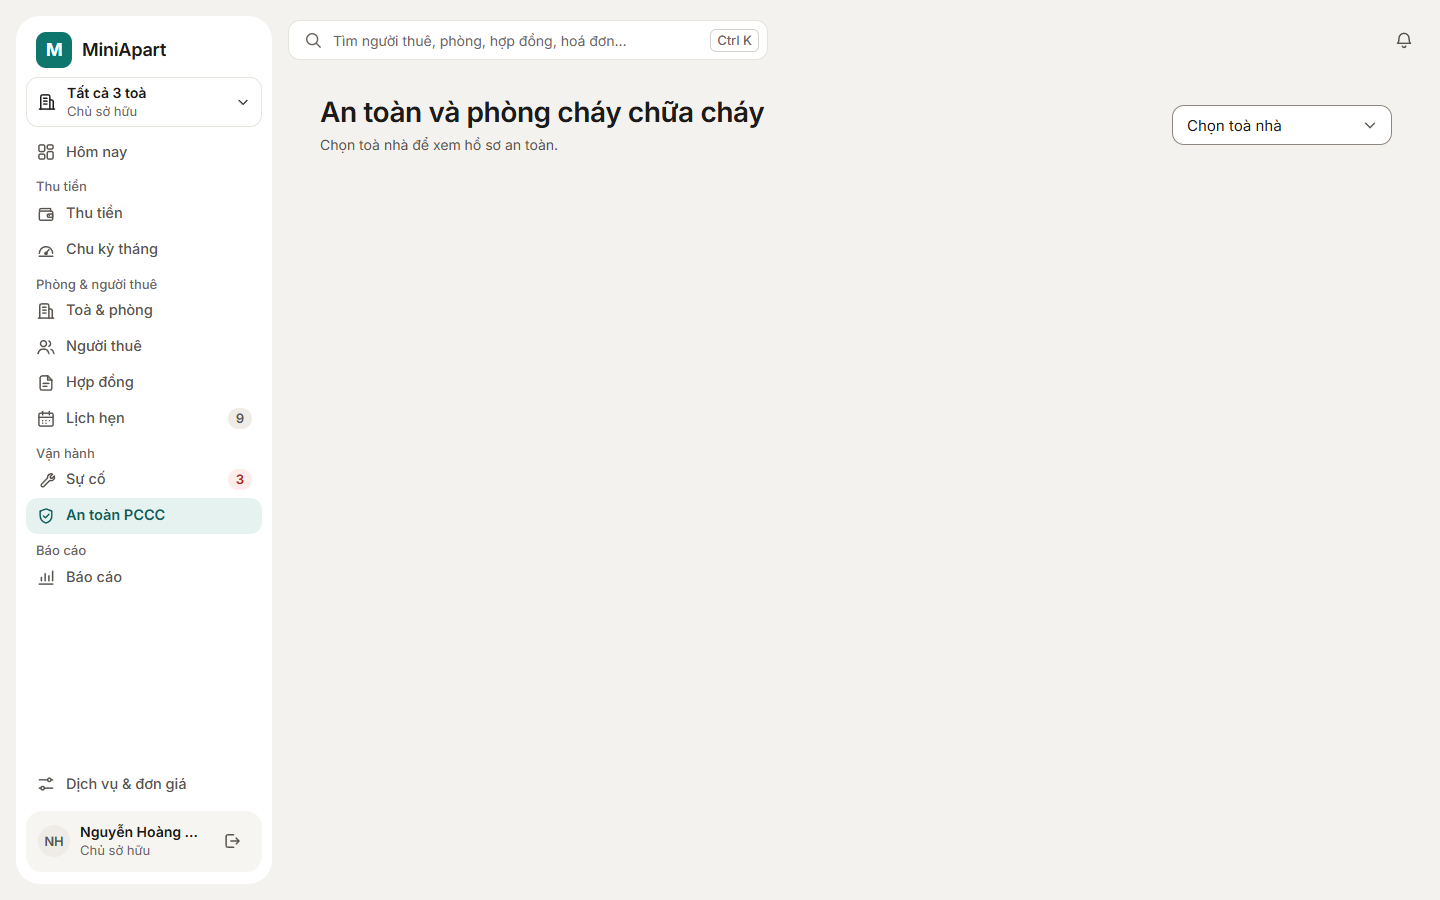 M MiniApart
Tất cả 3 toà
Chủ sở hữu
Hôm nay
Thu tiền
Thu tiền
Chu kỳ tháng
Phòng & người thuê
Toà & phòng
Người thuê
Hợp đồng
Lịch hẹn 9
Vận hành
Sự cố 3
An toàn PCCC
Báo cáo
Báo cáo
Dịch vụ & đơn giá
NH
Nguyễn Hoàng ...
Chủ sở hữu
Tìm người thuê, phòng, hợp đồng, hoá đơn... Ctrl K
An toàn và phòng cháy chữa cháy
Chọn toà nhà để xem hồ sơ an toàn.
Chọn toà nhà